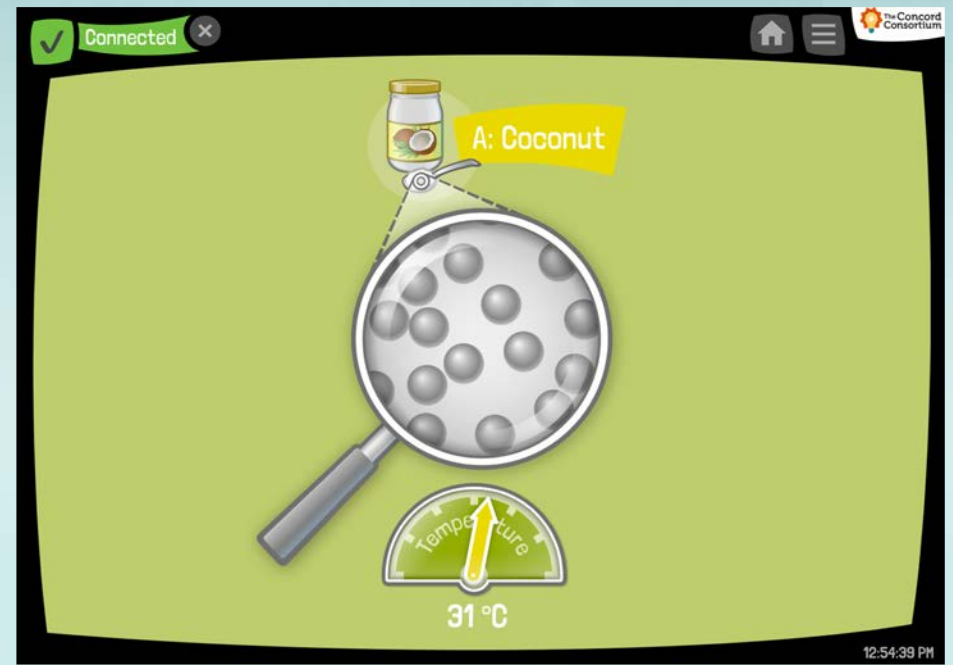 Connected
The Concord
Consortium
A: Coconut
Temperature
31 °C
12:54:39 PM